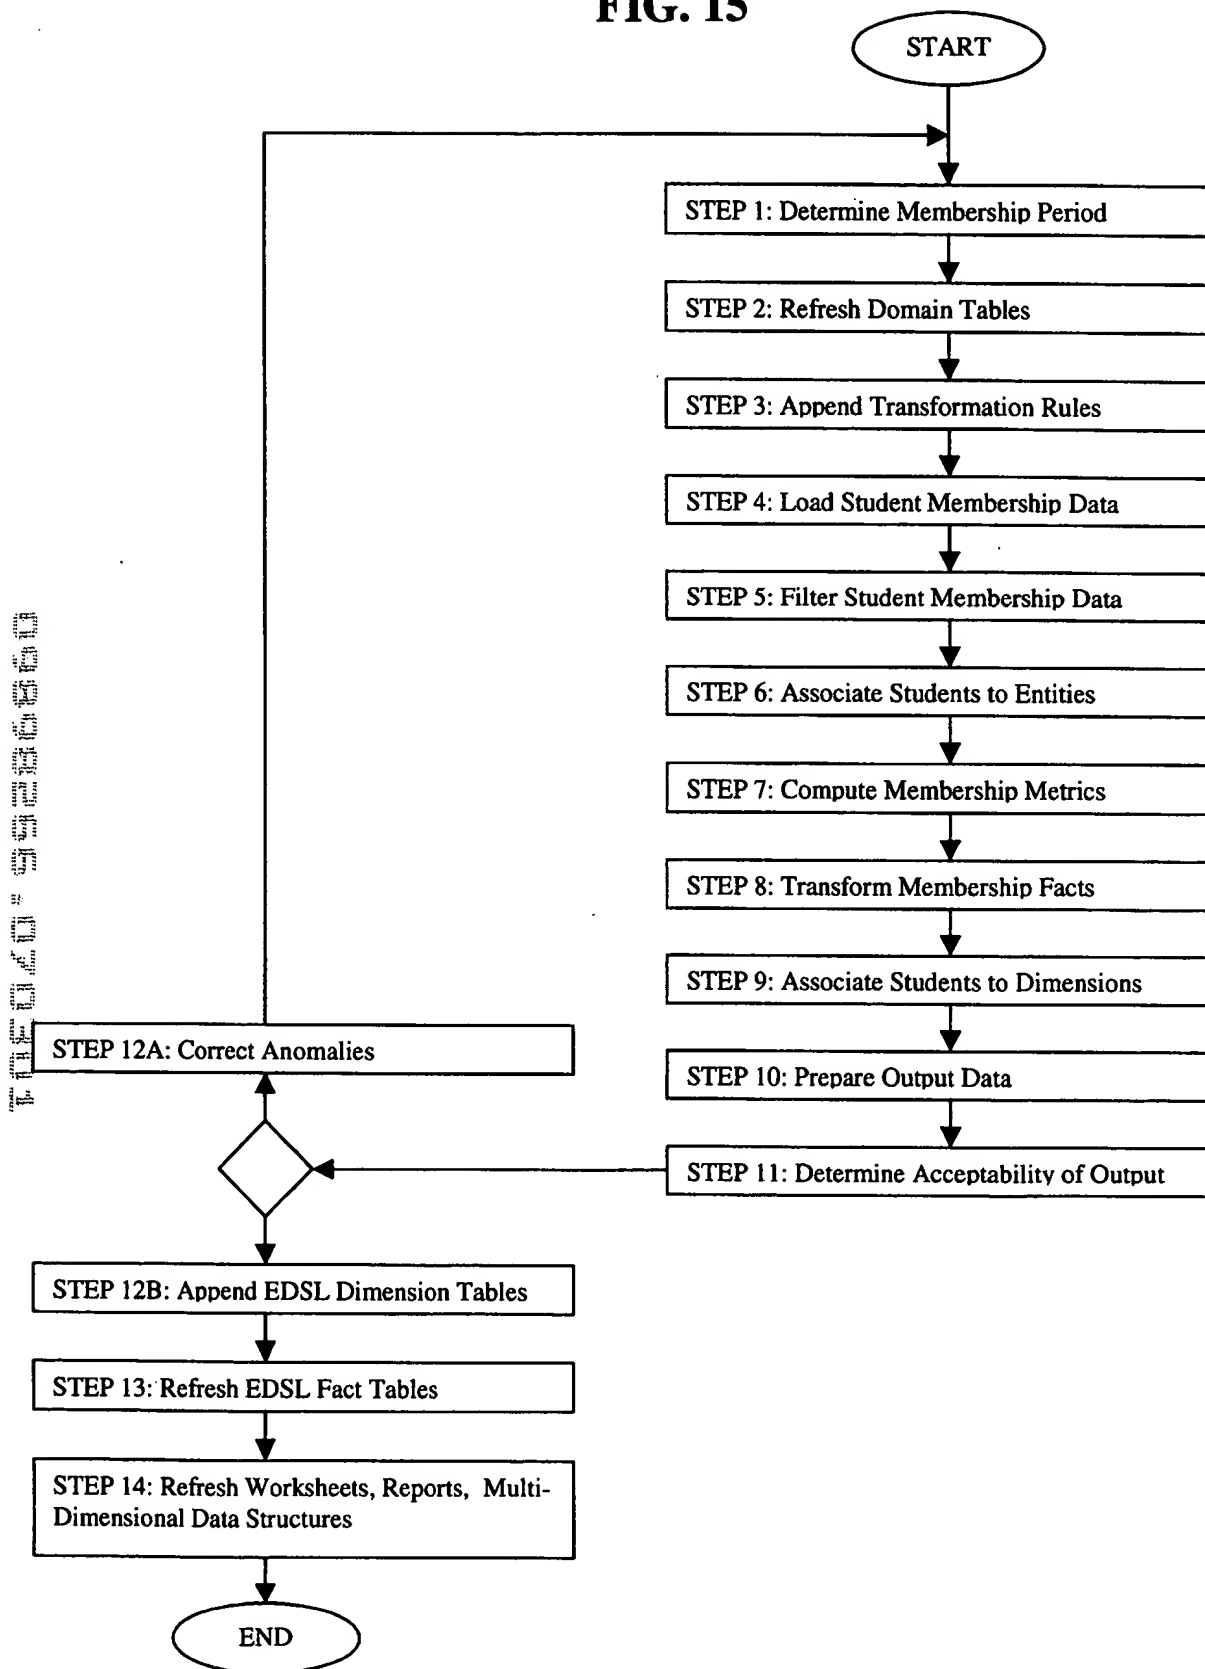 FIG. 15
START
STEP 1: Determine Membership Period
STEP 2: Refresh Domain Tables
STEP 3: Append Transformation Rules
STEP 4: Load Student Membership Data
STEP 5: Filter Student Membership Data
STEP 6: Associate Students to Entities
STEP 7: Compute Membership Metrics
STEP 8: Transform Membership Facts
STEP 9: Associate Students to Dimensions
STEP 10: Prepare Output Data
STEP 11: Determine Acceptability of Output
STEP 12A: Correct Anomalies
STEP 12B: Append EDSL Dimension Tables
STEP 13: Refresh EDSL Fact Tables
STEP 14: Refresh Worksheets, Reports, Multi-
Dimensional Data Structures
END